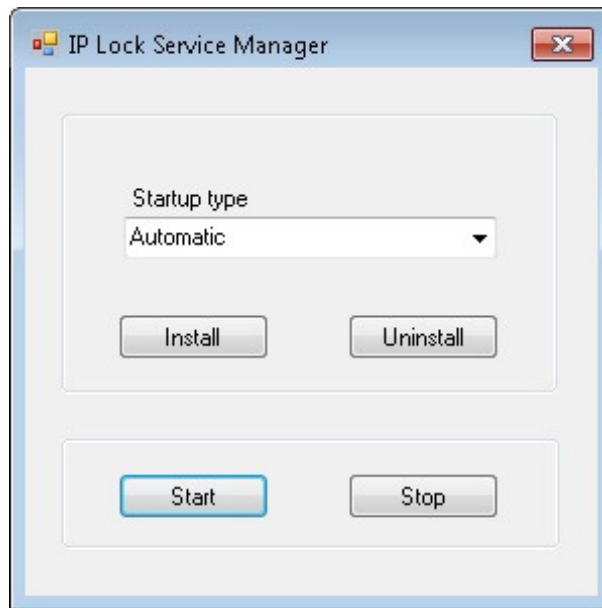 IP Lock Service Manager
Startup type
Automatic
Install Uninstall
Start Stop